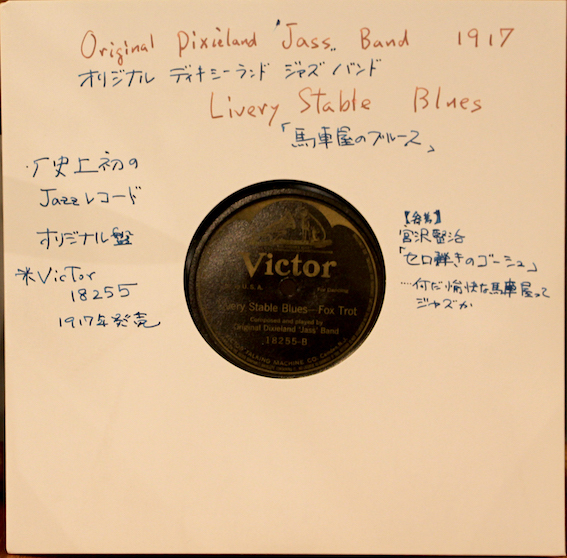 Original Dixieland "Jass" Band 1917
オリジナル ディキシーランド ジャズ バンド
Livery Stable Blues
「馬車屋のブルース」
・史上初の
Jazzレコード
オリジナル盤
米VicTor
18255
1917年発売
Victor
For Dancing
Livery Stable Blues—Fox Trot
Composed and played by
Original Dixieland 'Jass' Band
18255-B
TALKING MACHINE CO.
宮沢賢治
「セロ弾きのゴーシュ」
…何だ愉快な馬車屋って
ジャズか